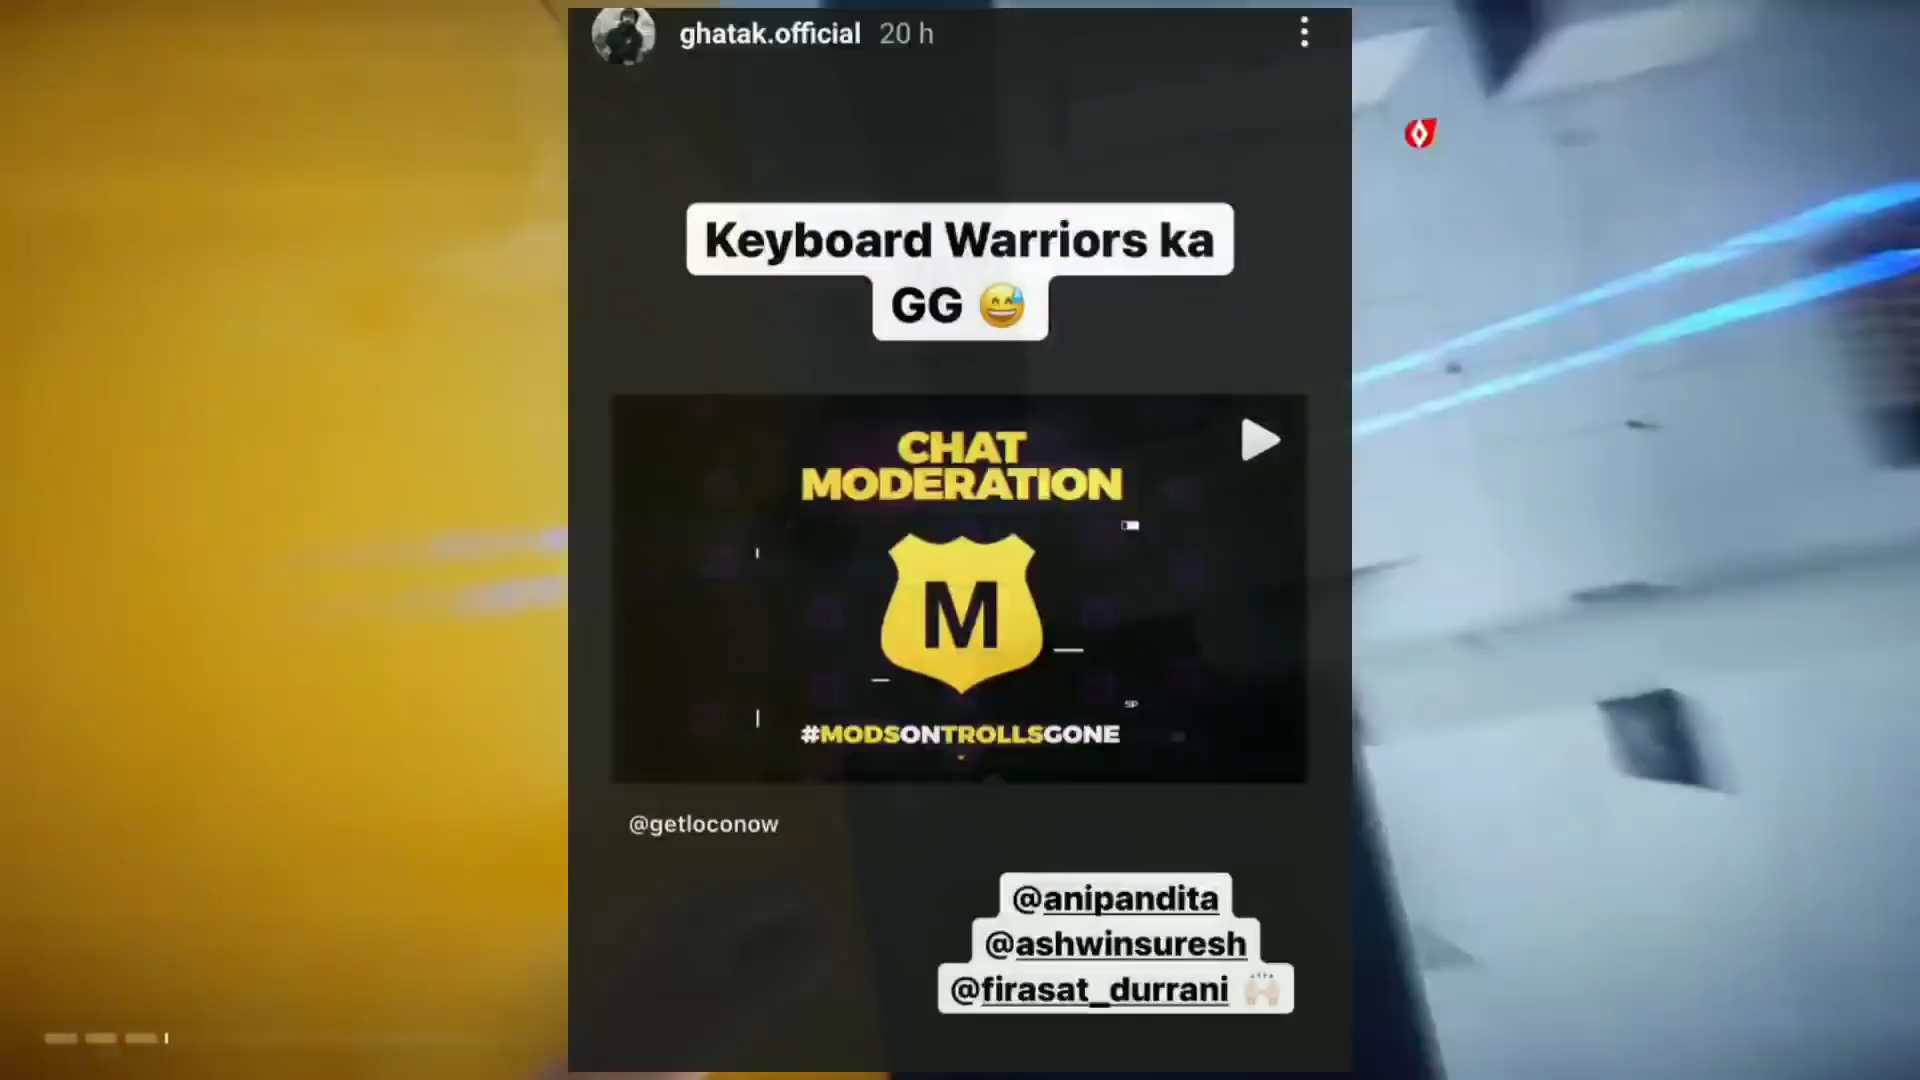 ghatak.official 20 h
Keyboard Warriors ka
GG 😅
CHAT
MODERATION
M
#MODSONTROLLSGONE
@getloconow
@anipandita
@ashwinsuresh
@firasat_durrani 🙌🏻